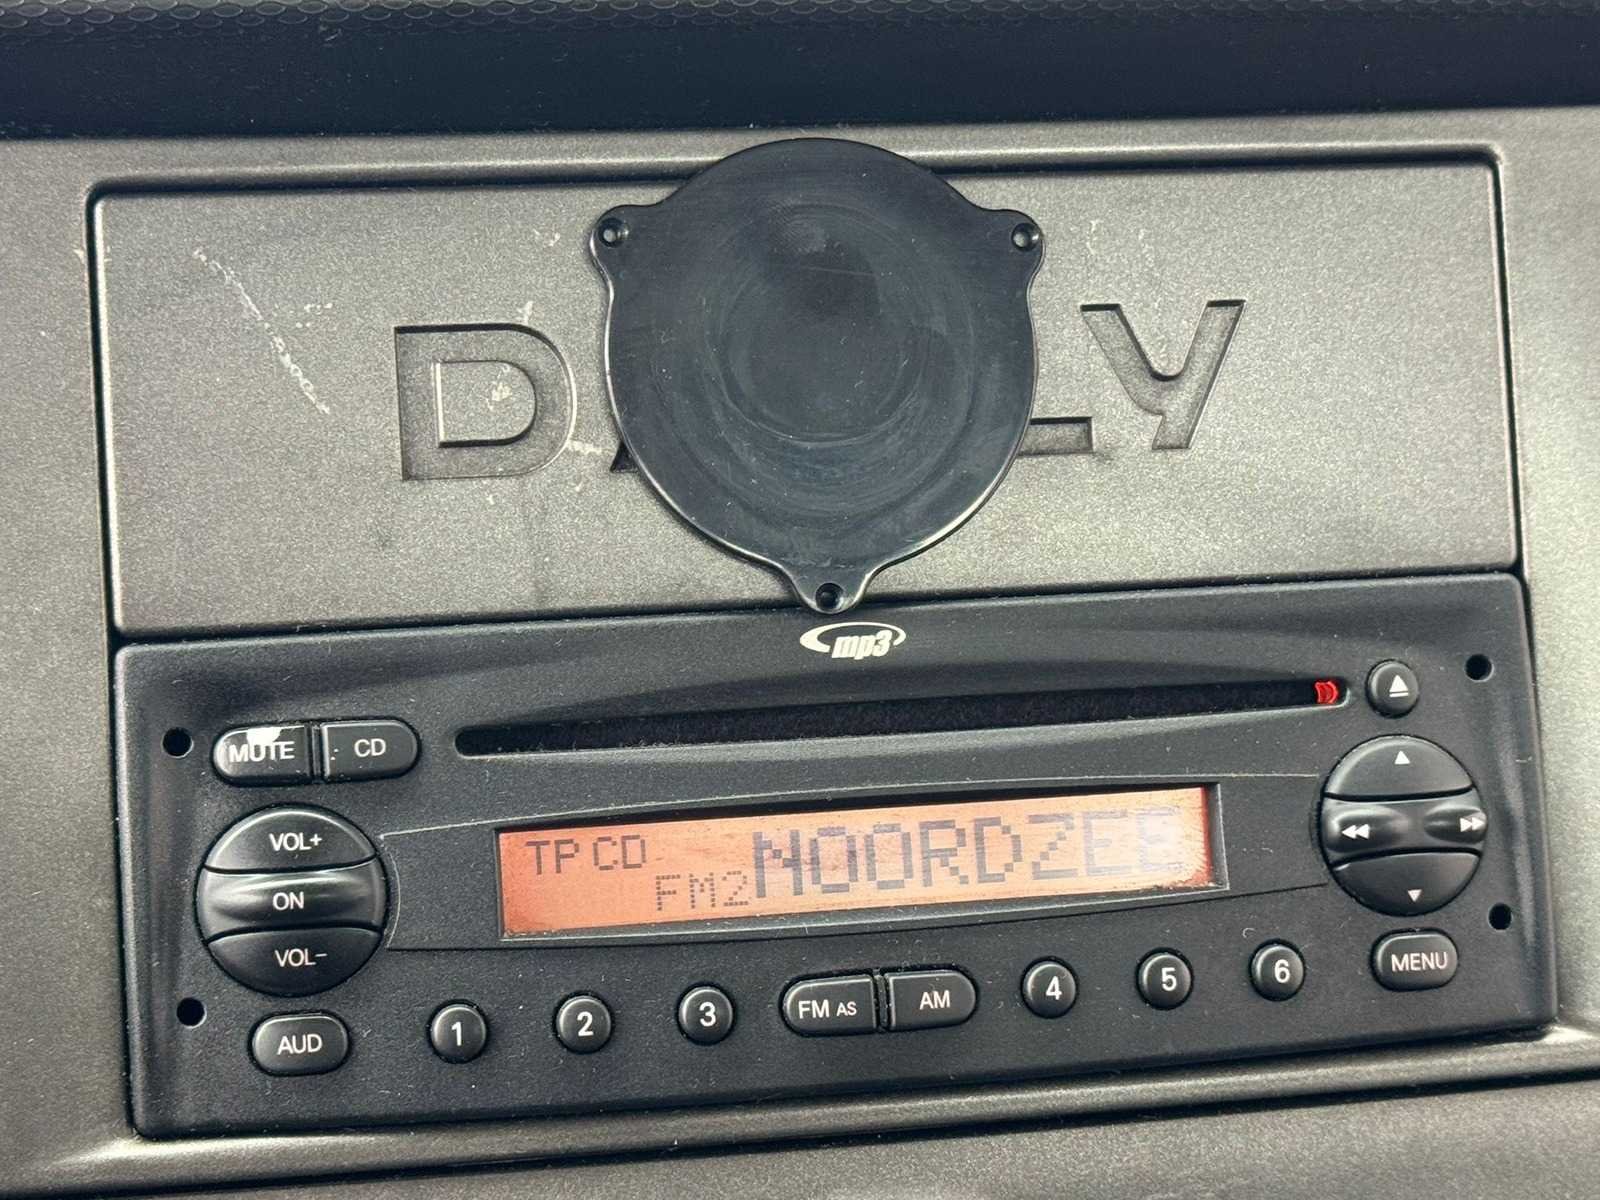 D LY
mp3
MUTE CD
VOL+
TP CD FM2 NOORDZEE
ON
VOL-
MENU
AUD 1 2 3 FM AS AM 4 5 6